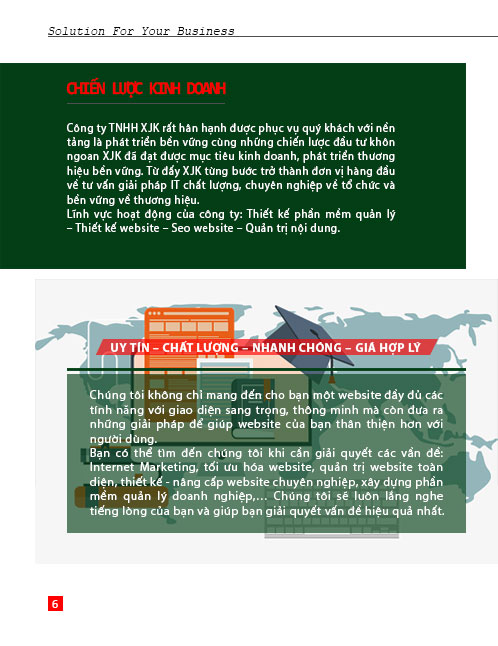 Solution For Your Business
CHIẾN LƯỢC KINH DOANH
Công ty TNHH XJK rất hân hạnh được phục vụ quý khách với nền
tảng là phát triển bền vững cùng những chiến lược đầu tư khôn
ngoan XJK đã đạt được mục tiêu kinh doanh, phát triển thương
hiệu bền vững. Từ đấy XJK từng bước trở thành đơn vị hàng đầu
về tư vấn giải pháp IT chất lượng, chuyên nghiệp về tổ chức và
bền vững về thương hiệu.
Lĩnh vực hoạt động của công ty: Thiết kế phần mềm quản lý
– Thiết kế website – Seo website – Quản trị nội dung.
UY TÍN – CHẤT LƯỢNG – NHANH CHÓNG – GIÁ HỢP LÝ
Chúng tôi không chỉ mang đến cho bạn một website đầy đủ các
tính năng với giao diện sang trọng, thông minh mà còn đưa ra
những giải pháp để giúp website của bạn thân thiện hơn với
người dùng.
Bạn có thể tìm đến chúng tôi khi cần giải quyết các vấn đề:
Internet Marketing, tối ưu hóa website, quản trị website toàn
diện, thiết kế - nâng cấp website chuyên nghiệp, xây dựng phần
mềm quản lý doanh nghiệp,... Chúng tôi sẽ luôn lắng nghe
tiếng lòng của bạn và giúp bạn giải quyết vấn đề hiệu quả nhất.
6